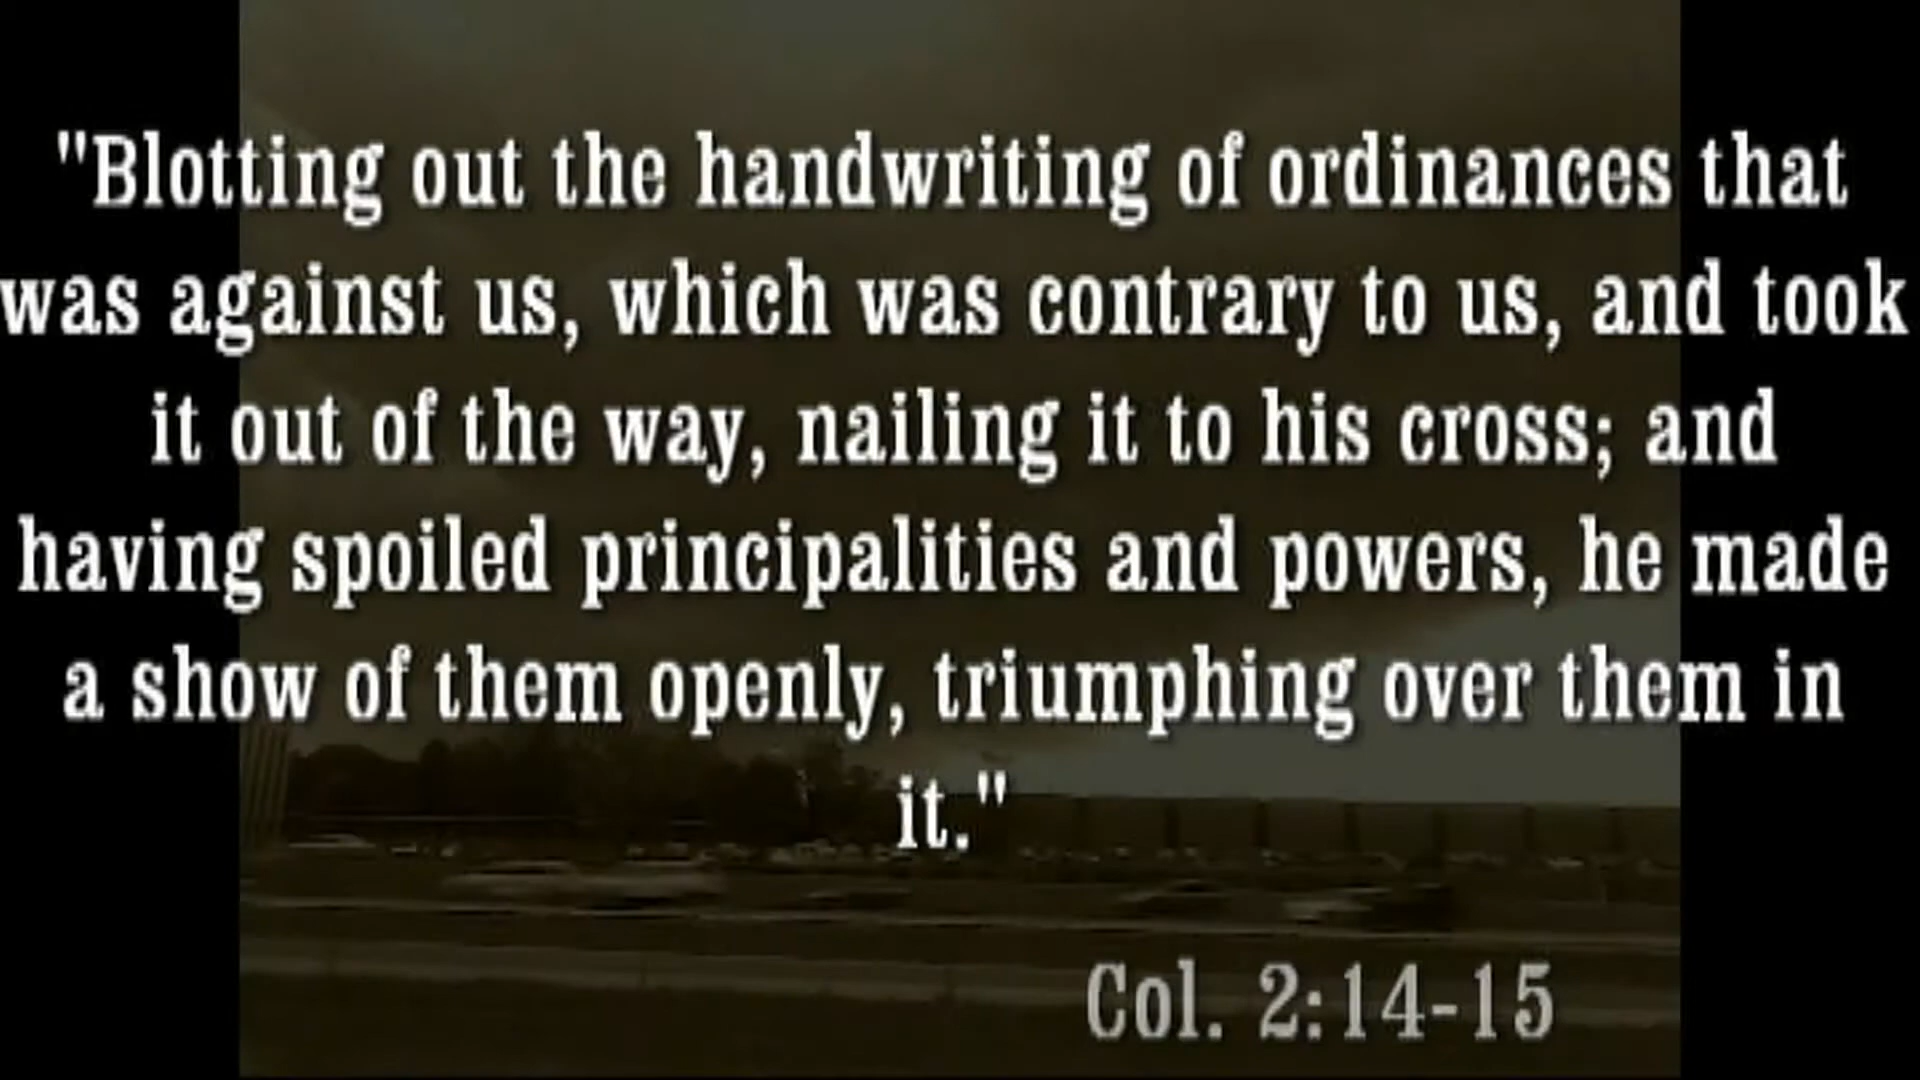 "Blotting out the handwriting of ordinances that
was against us, which was contrary to us, and took
it out of the way, nailing it to his cross; and
having spoiled principalities and powers, he made
a show of them openly, triumphing over them in
it."
Col. 2:14-15